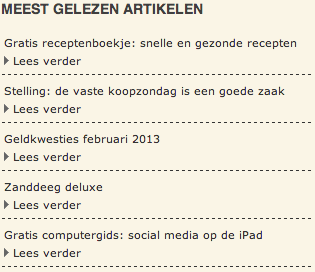 MEEST GELEZEN ARTIKELEN
Gratis receptenboekje: snelle en gezonde recepten
Lees verder
Stelling: de vaste koopzondag is een goede zaak
Lees verder
Geldkwesties februari 2013
Lees verder
Zanddeeg deluxe
Lees verder
Gratis computergids: social media op de iPad
Lees verder